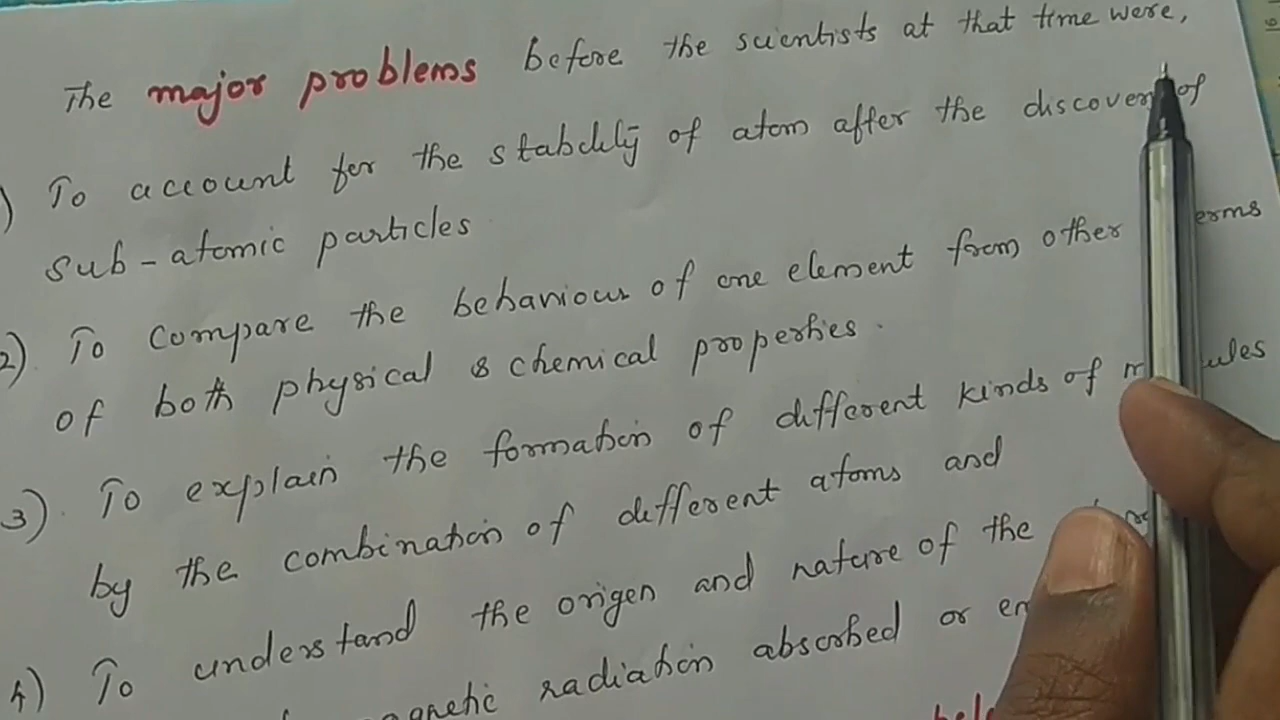 The major problems before the scientists at that time were,
1) To account for the stability of atom after the discovery of
sub-atomic particles
2). To compare the behaviour of one element from other
of both physical & chemical properties.
3). To explain the formation of different kinds of
by the combination of different atoms and
4) To understand the origen and nature of the
radiation absorbed or